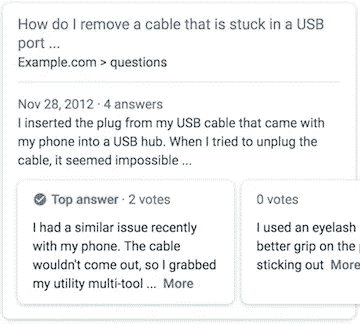 How do I remove a cable that is stuck in a USB
port ...
Example.com > questions
Nov 28, 2012 · 4 answers
I inserted the plug from my USB cable that came with
my phone into a USB hub. When I tried to unplug the
cable, it seemed impossible ...
Top answer · 2 votes
I had a similar issue recently
with my phone. The cable
wouldn't come out, so I grabbed
my utility multi-tool ... More
0 votes
I used an eyelash
better grip on the
sticking out More